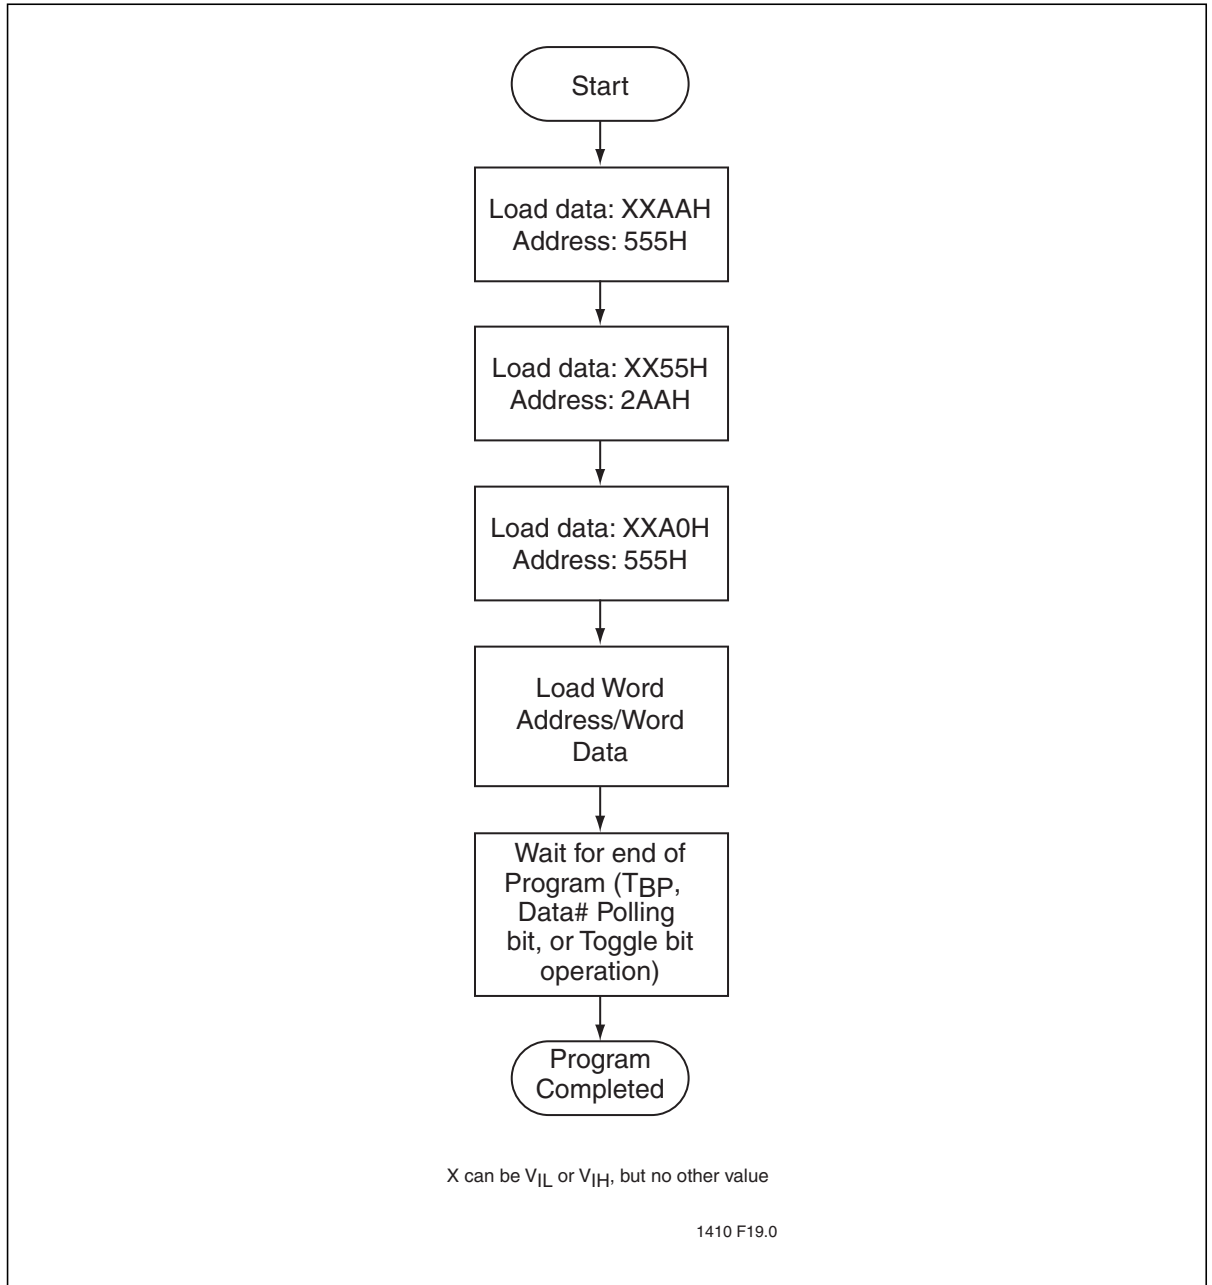 Start
Load data: XXAAH
Address: 555H
Load data: XX55H
Address: 2AAH
Load data: XXA0H
Address: 555H
Load Word
Address/Word
Data
Wait for end of
Program (TBP,
Data# Polling
bit, or Toggle bit
operation)
Program
Completed
X can be VIL or VIH, but no other value
1410 F19.0